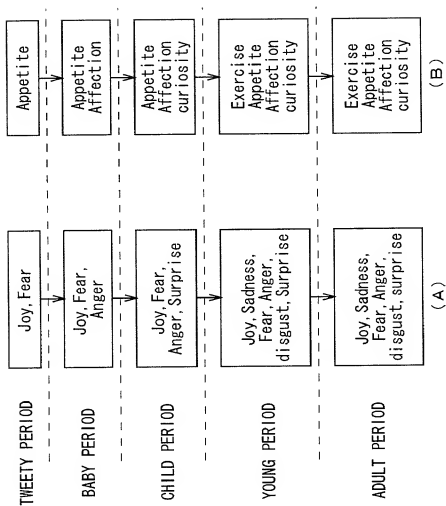 TWEETY PERIOD
Joy, Fear
Appetite
BABY PERIOD
Joy, Fear,
Anger
Appetite
Affection
CHILD PERIOD
Joy, Fear,
Anger, Surprise
Appetite
Affection
curiosity
YOUNG PERIOD
Joy, Sadness,
Fear, Anger,
disgust, Surprise
Exercise
Appetite
Affection
curiosity
ADULT PERIOD
Joy, Sadness,
Fear, Anger,
disgust, surprise
Exercise
Appetite
Affection
curiosity
(A)
(B)